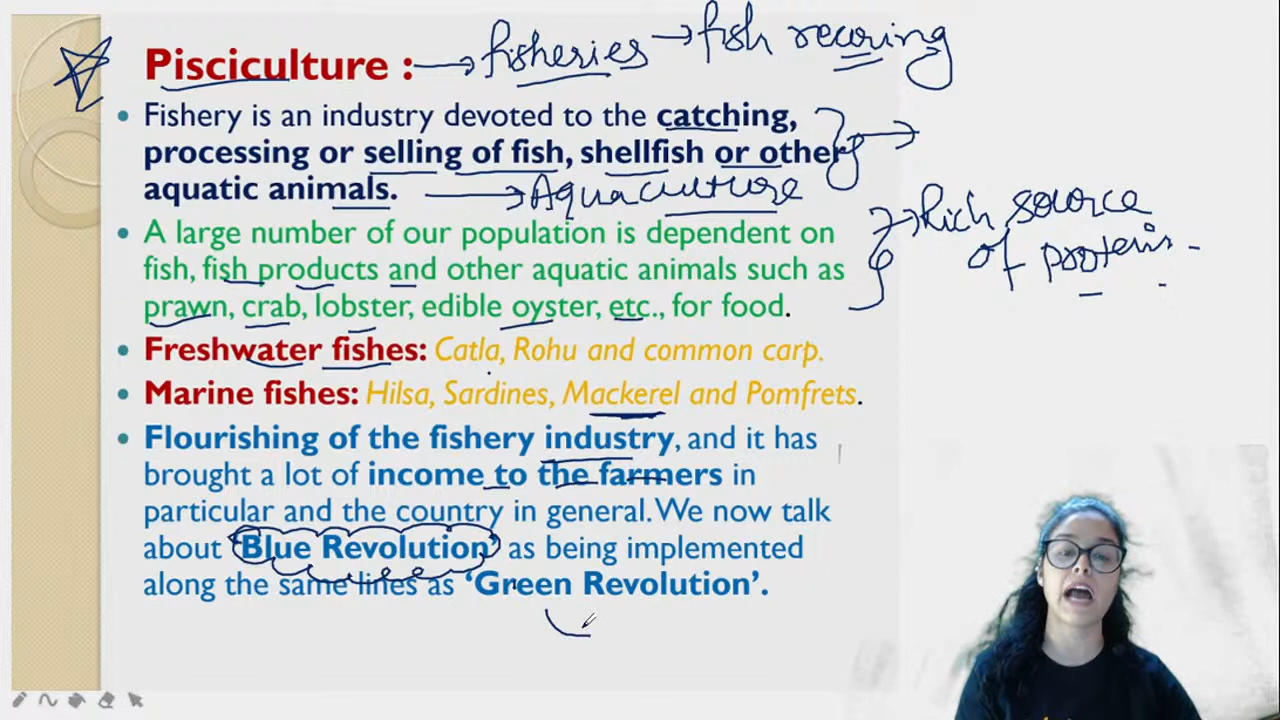 Pisciculture : → fisheries → fish rearing
• Fishery is an industry devoted to the catching,
processing or selling of fish, shellfish or other
aquatic animals. → Aquaculture
• A large number of our population is dependent on
fish, fish products and other aquatic animals such as
prawn, crab, lobster, edible oyster, etc., for food.
→ Rich source
of proteins
• Freshwater fishes: Catla, Rohu and common carp.
• Marine fishes: Hilsa, Sardines, Mackerel and Pomfrets.
• Flourishing of the fishery industry, and it has
brought a lot of income to the farmers in
particular and the country in general. We now talk
about 'Blue Revolution' as being implemented
along the same lines as ‘Green Revolution’.